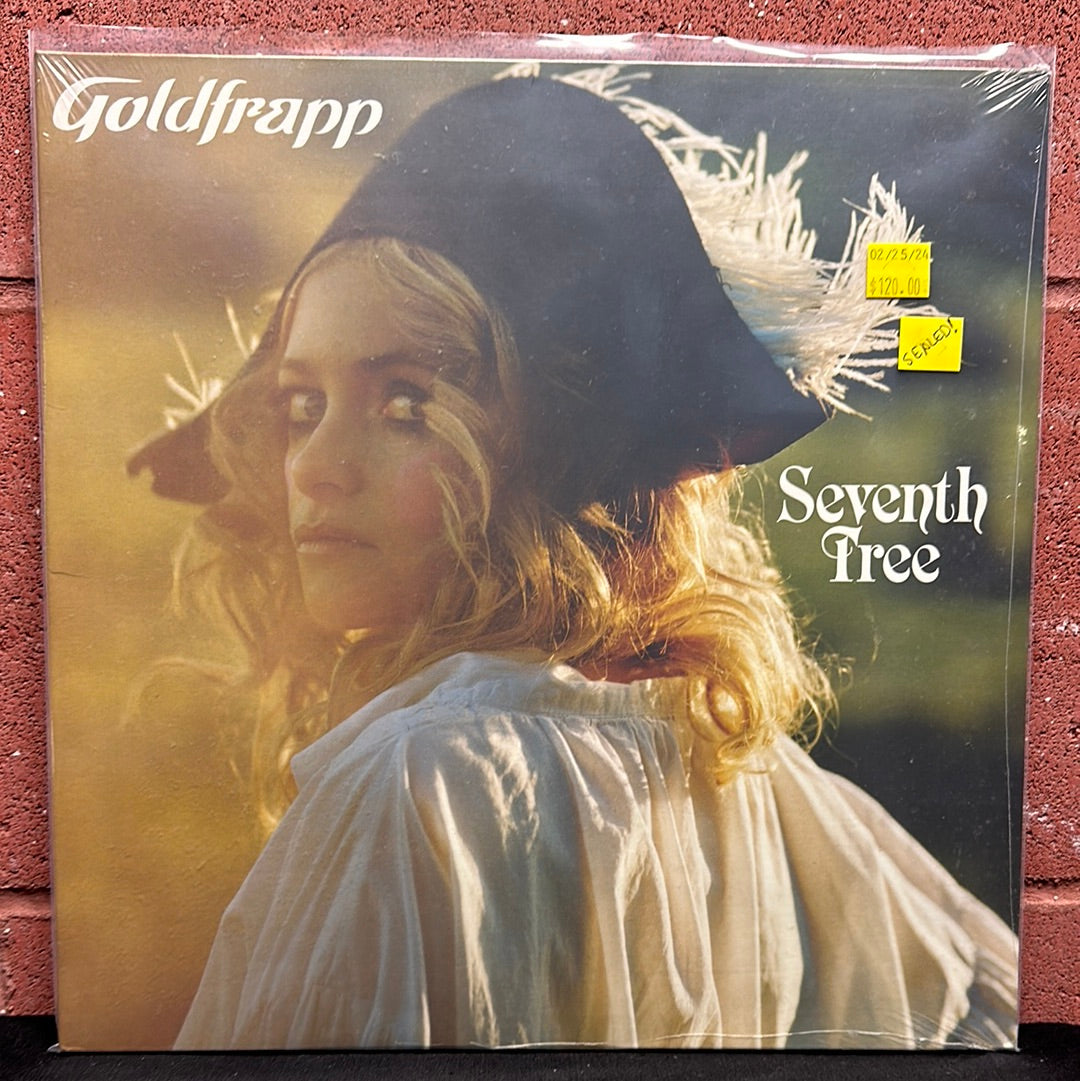 Goldfrapp
02/25/24
$120.00
SEALED!
Seventh
Tree